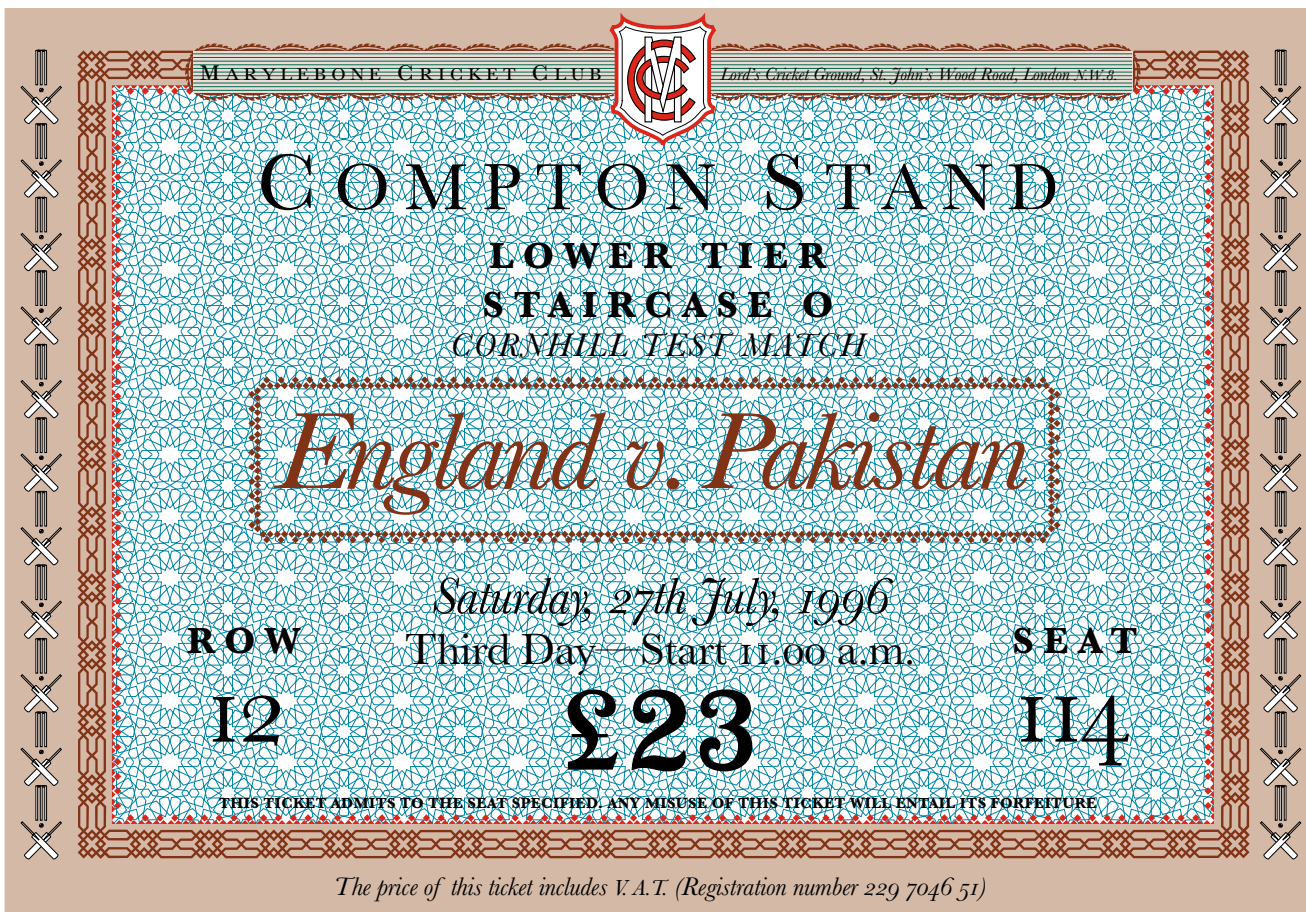 MARYLEBONE CRICKET CLUB
MCC
Lord's Cricket Ground, St. John's Wood Road, London N.W.8.
COMPTON STAND
LOWER TIER
STAIRCASE O
CORNHILL TEST MATCH
England v. Pakistan
Saturday, 27th July, 1996
Third Day—Start 11.00 a.m.
ROW
SEAT
12
£23
114
THIS TICKET ADMITS TO THE SEAT SPECIFIED. ANY MISUSE OF THIS TICKET WILL ENTAIL ITS FORFEITURE
The price of this ticket includes V.A.T. (Registration number 229 7046 51)